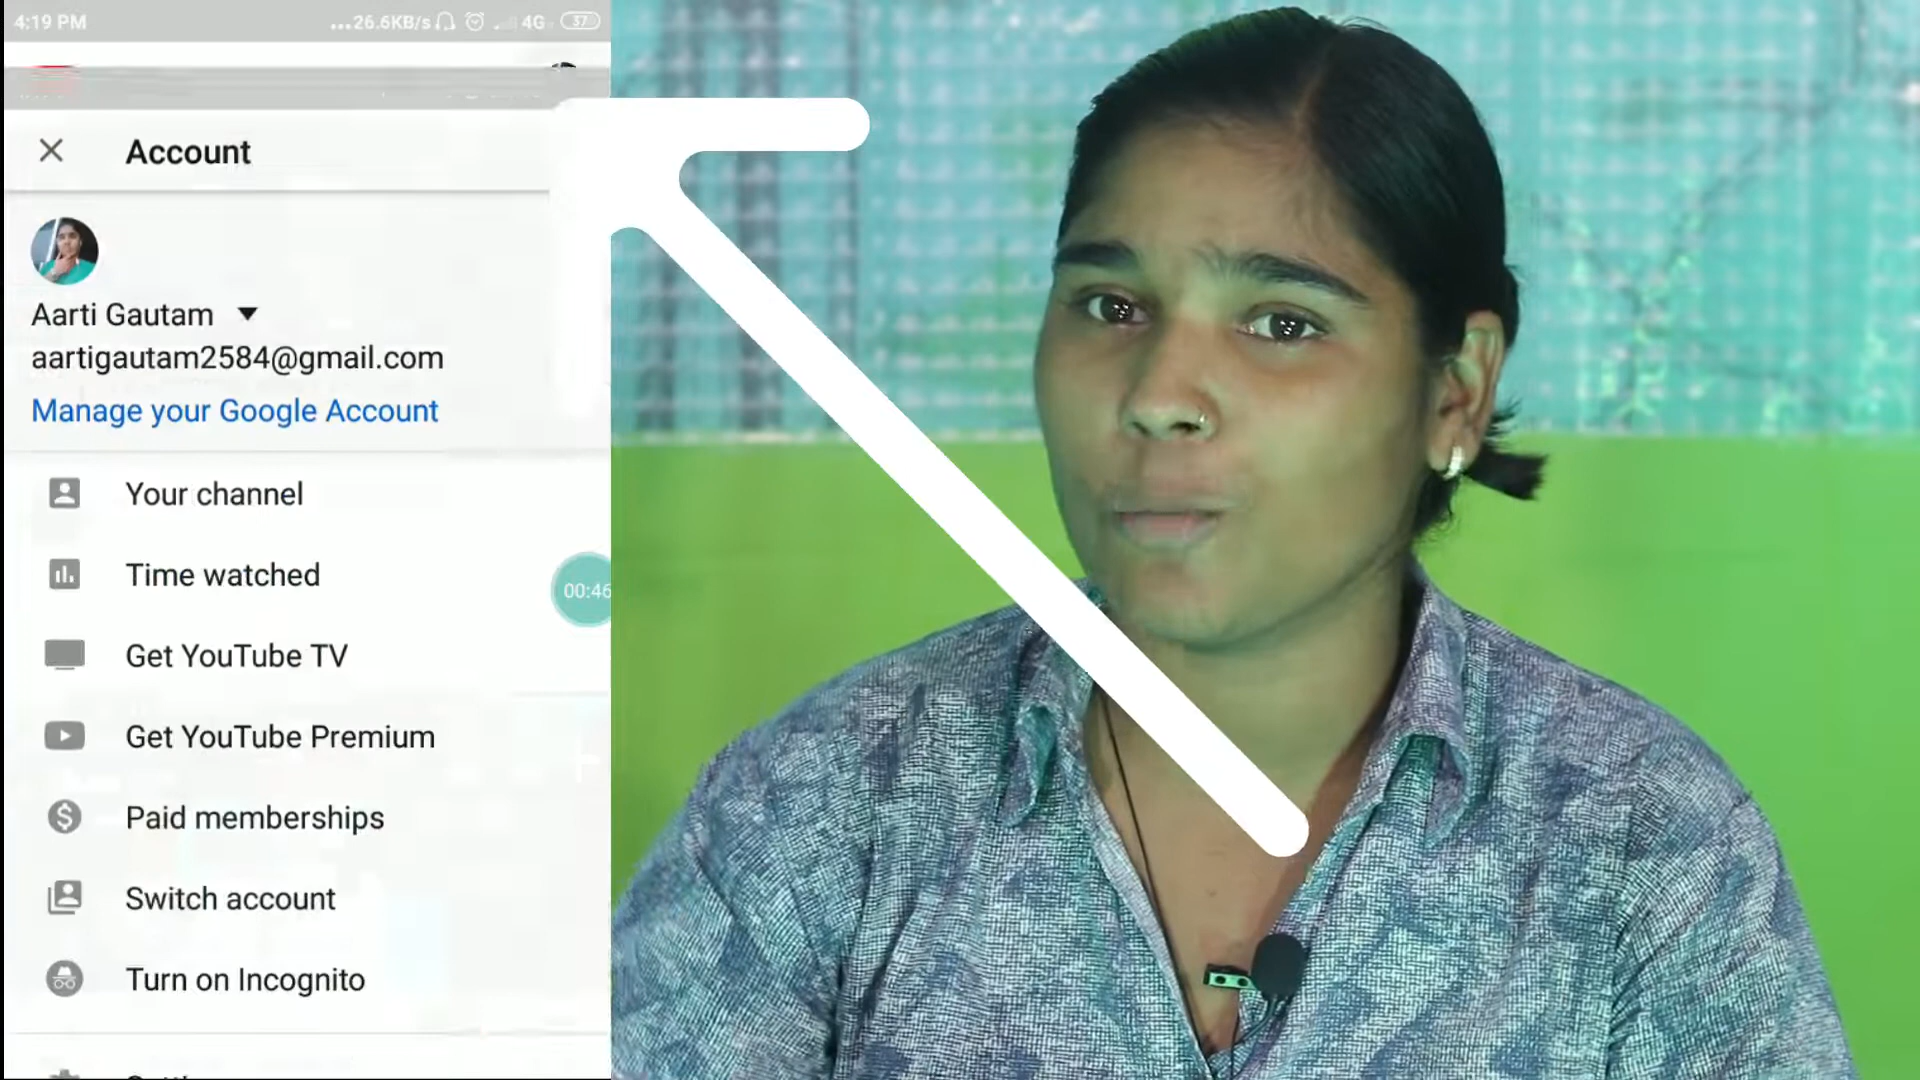 4:19 PM
...26.6KB/s 4G 37
Account
Aarti Gautam
aartigautam2584@gmail.com
Manage your Google Account
Your channel
Time watched
00:46
Get YouTube TV
Get YouTube Premium
Paid memberships
Switch account
Turn on Incognito